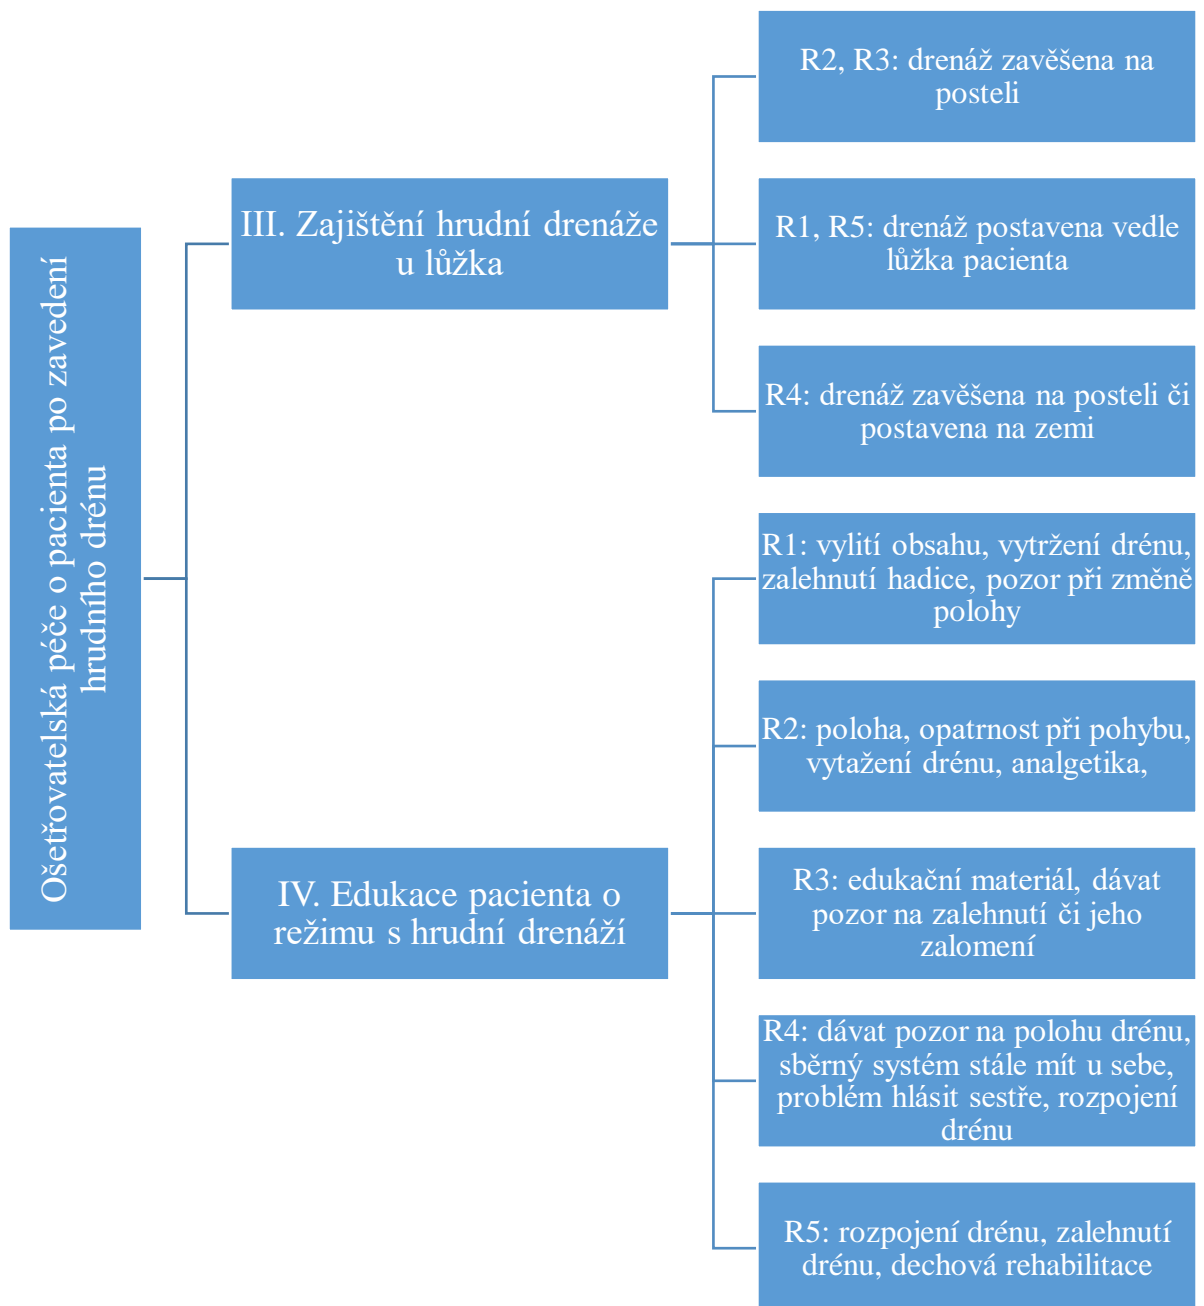 Ošetřovatelská péče o pacienta po zavedení
hrudního drénu
III. Zajištění hrudní drenáže
u lůžka
R2, R3: drenáž zavěšena na
posteli
R1, R5: drenáž postavena vedle
lůžka pacienta
R4: drenáž zavěšena na posteli či
postavena na zemi
IV. Edukace pacienta o
režimu s hrudní drenáží
R1: vylití obsahu, vytržení drénu,
zalehnutí hadice, pozor při změně
polohy
R2: poloha, opatrnost při pohybu,
vytažení drénu, analgetika,
R3: edukační materiál, dávat
pozor na zalehnutí či jeho
zalomení
R4: dávat pozor na polohu drénu,
sběrný systém stále mít u sebe,
problém hlásit sestře, rozpojení
drénu
R5: rozpojení drénu, zalehnutí
drénu, dechová rehabilitace